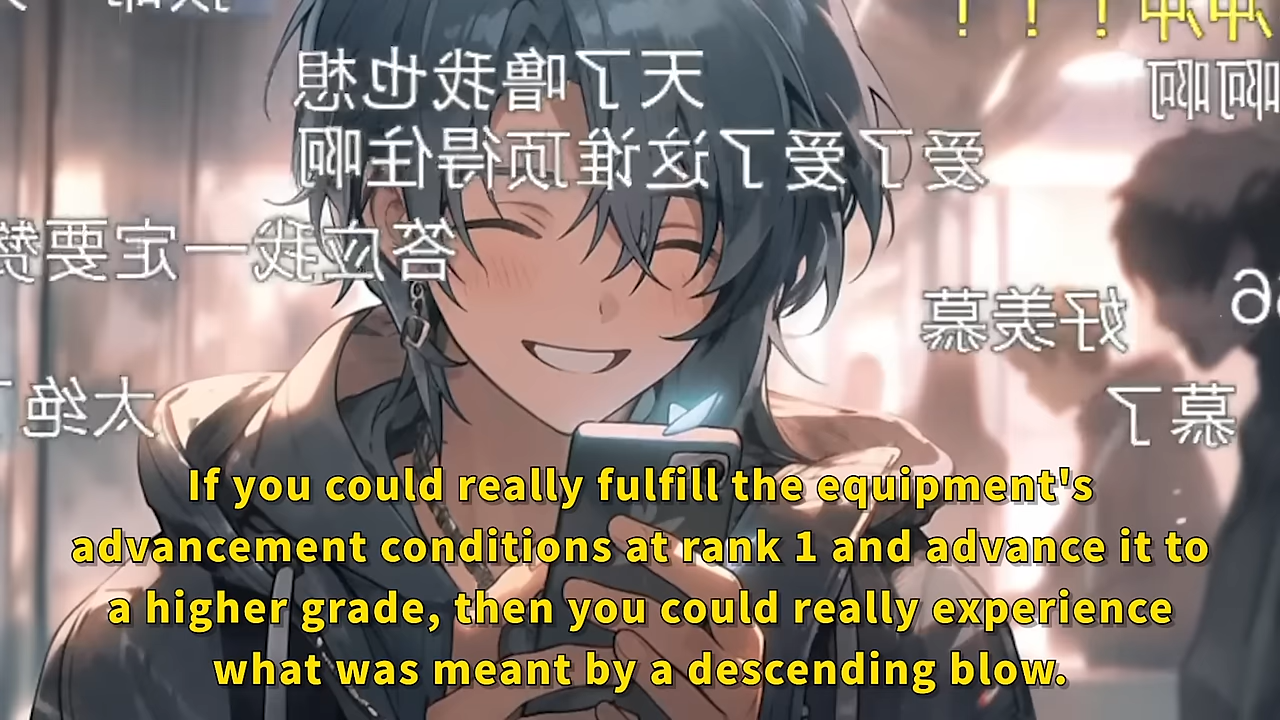 ！！！
啊啊
天了噜我也想
爱了爱了这谁顶得住啊
答应我一定要赞
好羡慕
6
慕了
太绝了
If you could really fulfill the equipment's
advancement conditions at rank 1 and advance it to
a higher grade, then you could really experience
what was meant by a descending blow.